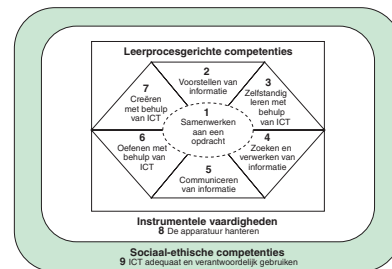 Leerprocesgerichte competenties
2
Voorstellen van
informatie
7
Creëren
met behulp
van ICT
3
Zelfstandig
leren met
behulp
van ICT
1
Samenwerken
aan een
opdracht
6
Oefenen met
behulp van
ICT
4
Zoeken en
verwerken van
informatie
5
Communiceren
van informatie
Instrumentele vaardigheden
8 De apparatuur hanteren
Sociaal-ethische competenties
9 ICT adequaat en verantwoordelijk gebruiken